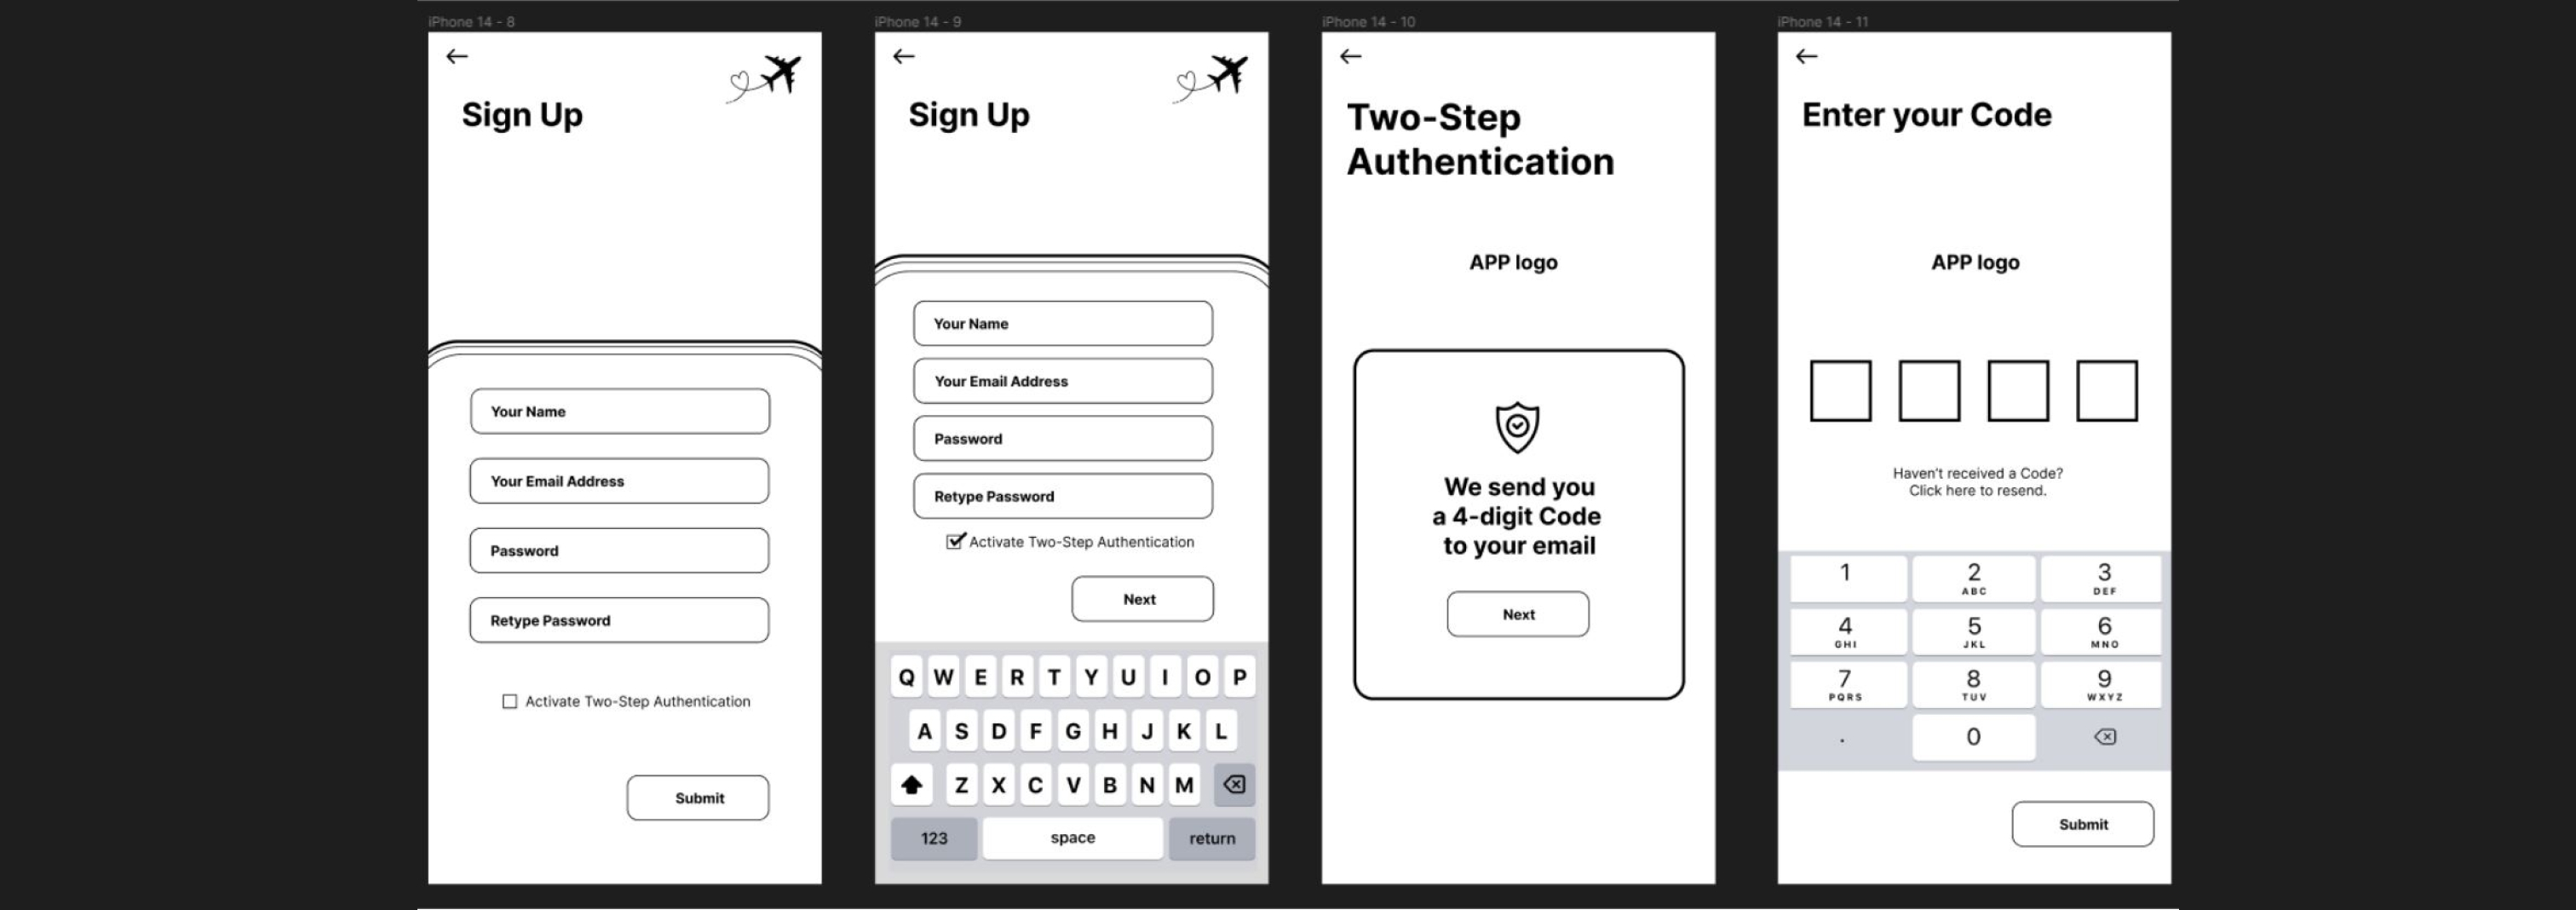 iPhone 14 - 8
Sign Up
Your Name
Your Email Address
Password
Retype Password
Activate Two-Step Authentication
Submit
iPhone 14 - 9
Sign Up
Your Name
Your Email Address
Password
Retype Password
Activate Two-Step Authentication
Next
Q W E R T Y U I O P
A S D F G H J K L
Z X C V B N M
123 space return
iPhone 14 - 10
Two-Step
Authentication
APP logo
We send you
a 4-digit Code
to your email
Next
iPhone 14 - 11
Enter your Code
APP logo
Haven't received a Code?
Click here to resend.
1 2 3
ABC DEF
4 5 6
GHI JKL MNO
7 8 9
PQRS TUV WXYZ
. 0
Submit